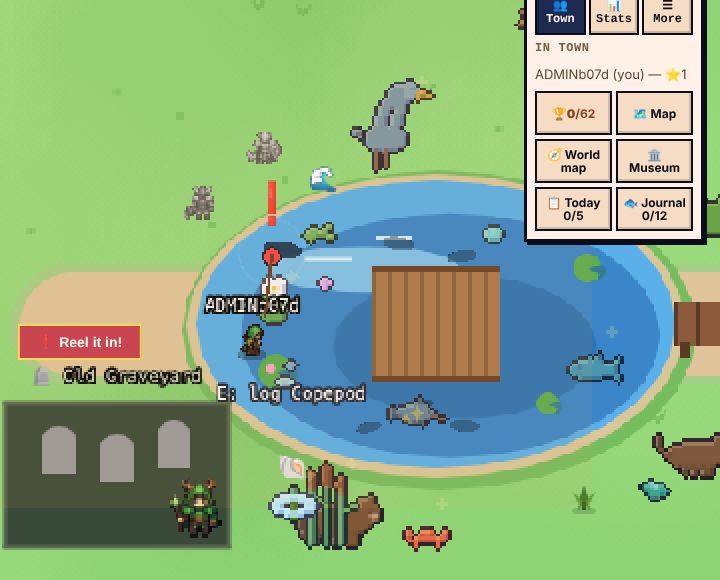 Town
Stats
More
IN TOWN
ADMINb07d (you) — ⭐1
0/62
Map
World map
Museum
Today 0/5
Journal 0/12
ADMINb07d
Reel it in!
Old Graveyard
E: log Copepod